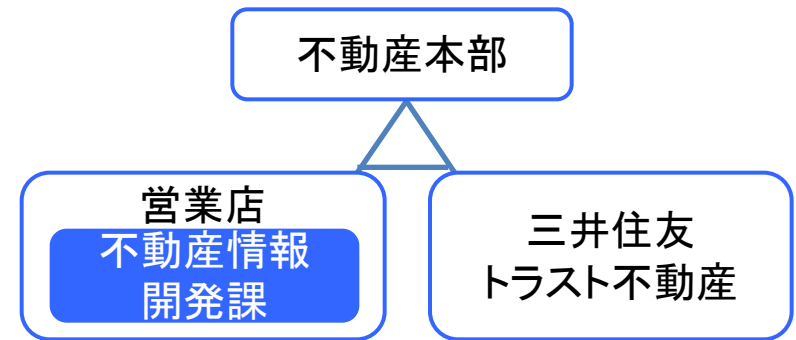 不動産本部
営業店
不動産情報
開発課
三井住友
トラスト不動産